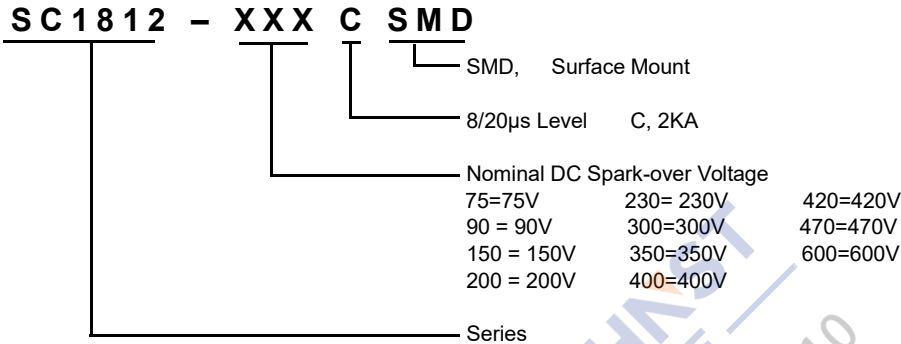 SC1812 – XXX C SMD
SMD, Surface Mount
8/20µs Level C, 2KA
Nominal DC Spark-over Voltage
75=75V 230= 230V 420=420V
90 = 90V 300=300V 470=470V
150 = 150V 350=350V 600=600V
200 = 200V 400=400V
Series